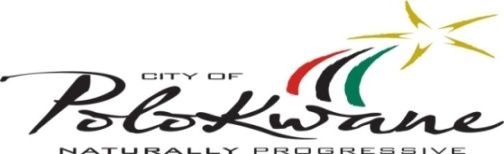 CITY OF
PoloKwane
NATURALLY PROGRESSIVE